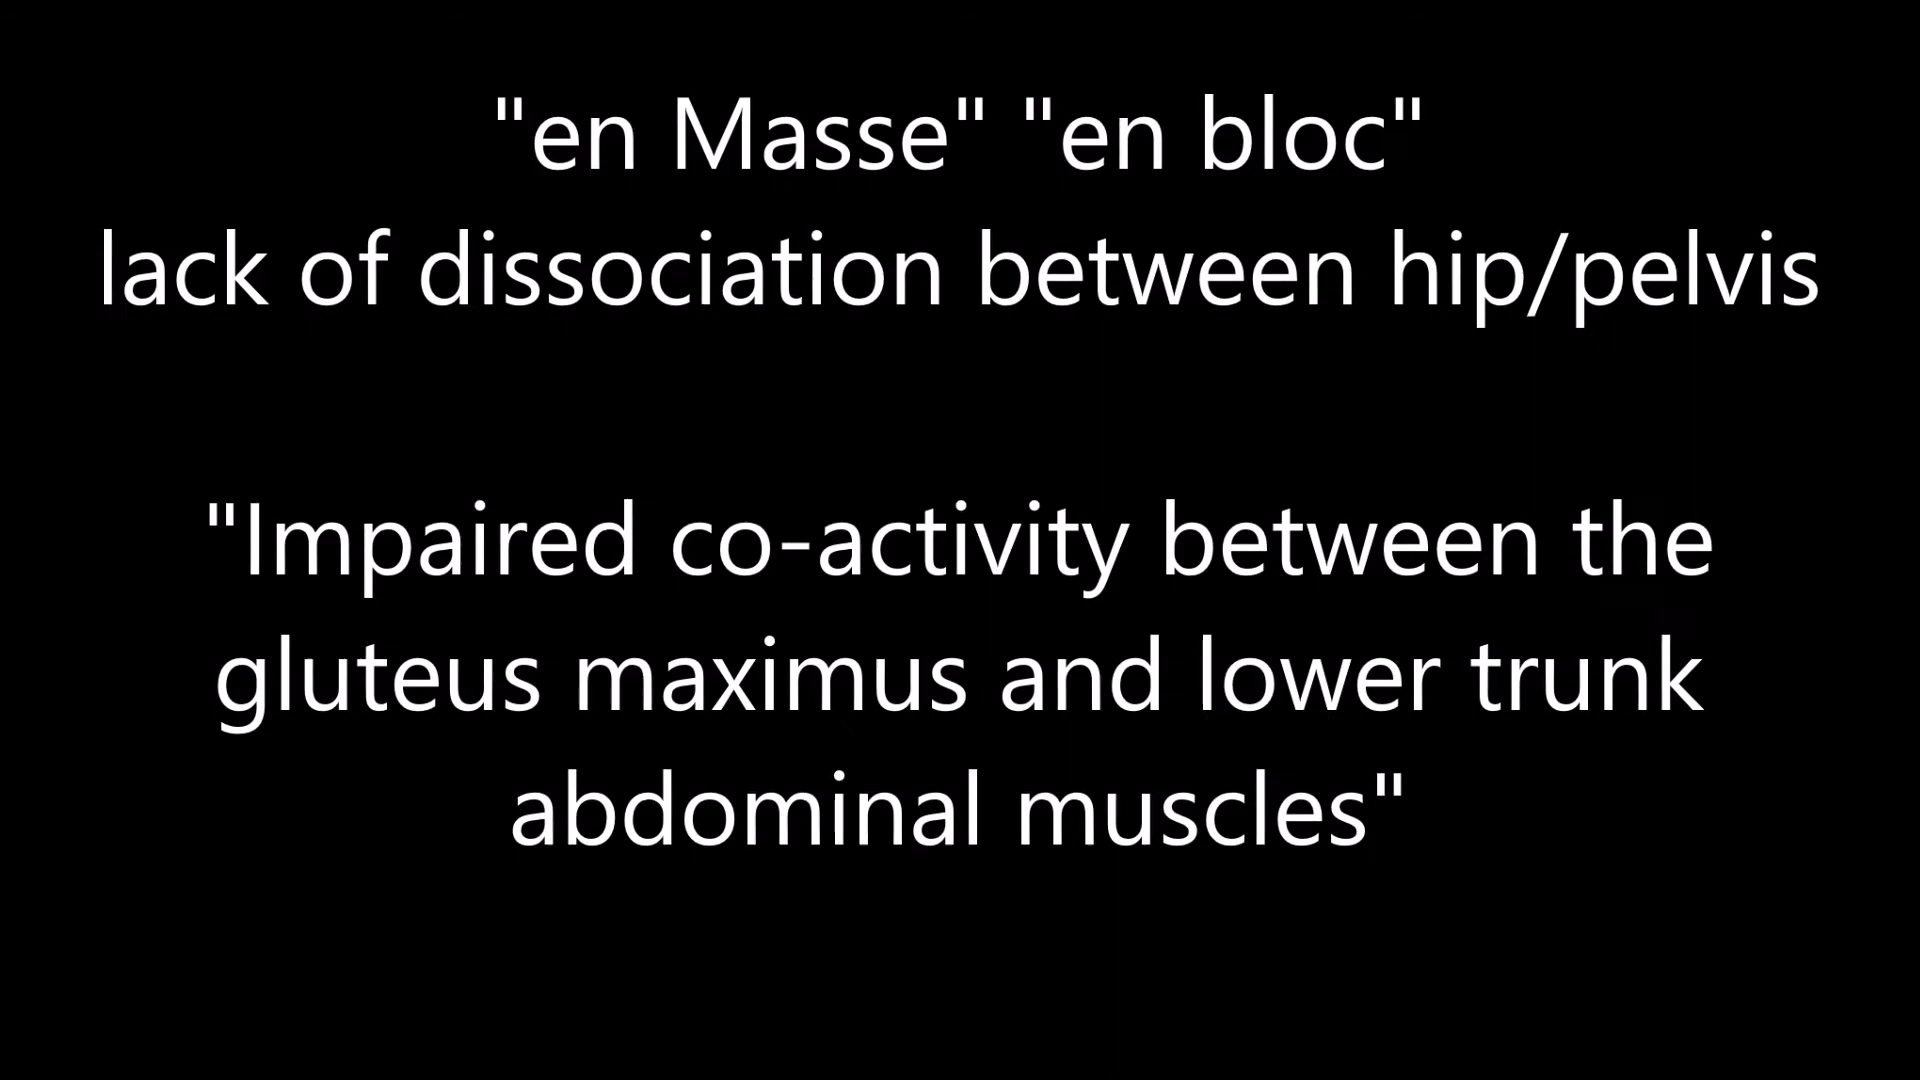 "en Masse" "en bloc"
lack of dissociation between hip/pelvis
"Impaired co-activity between the
gluteus maximus and lower trunk
abdominal muscles"